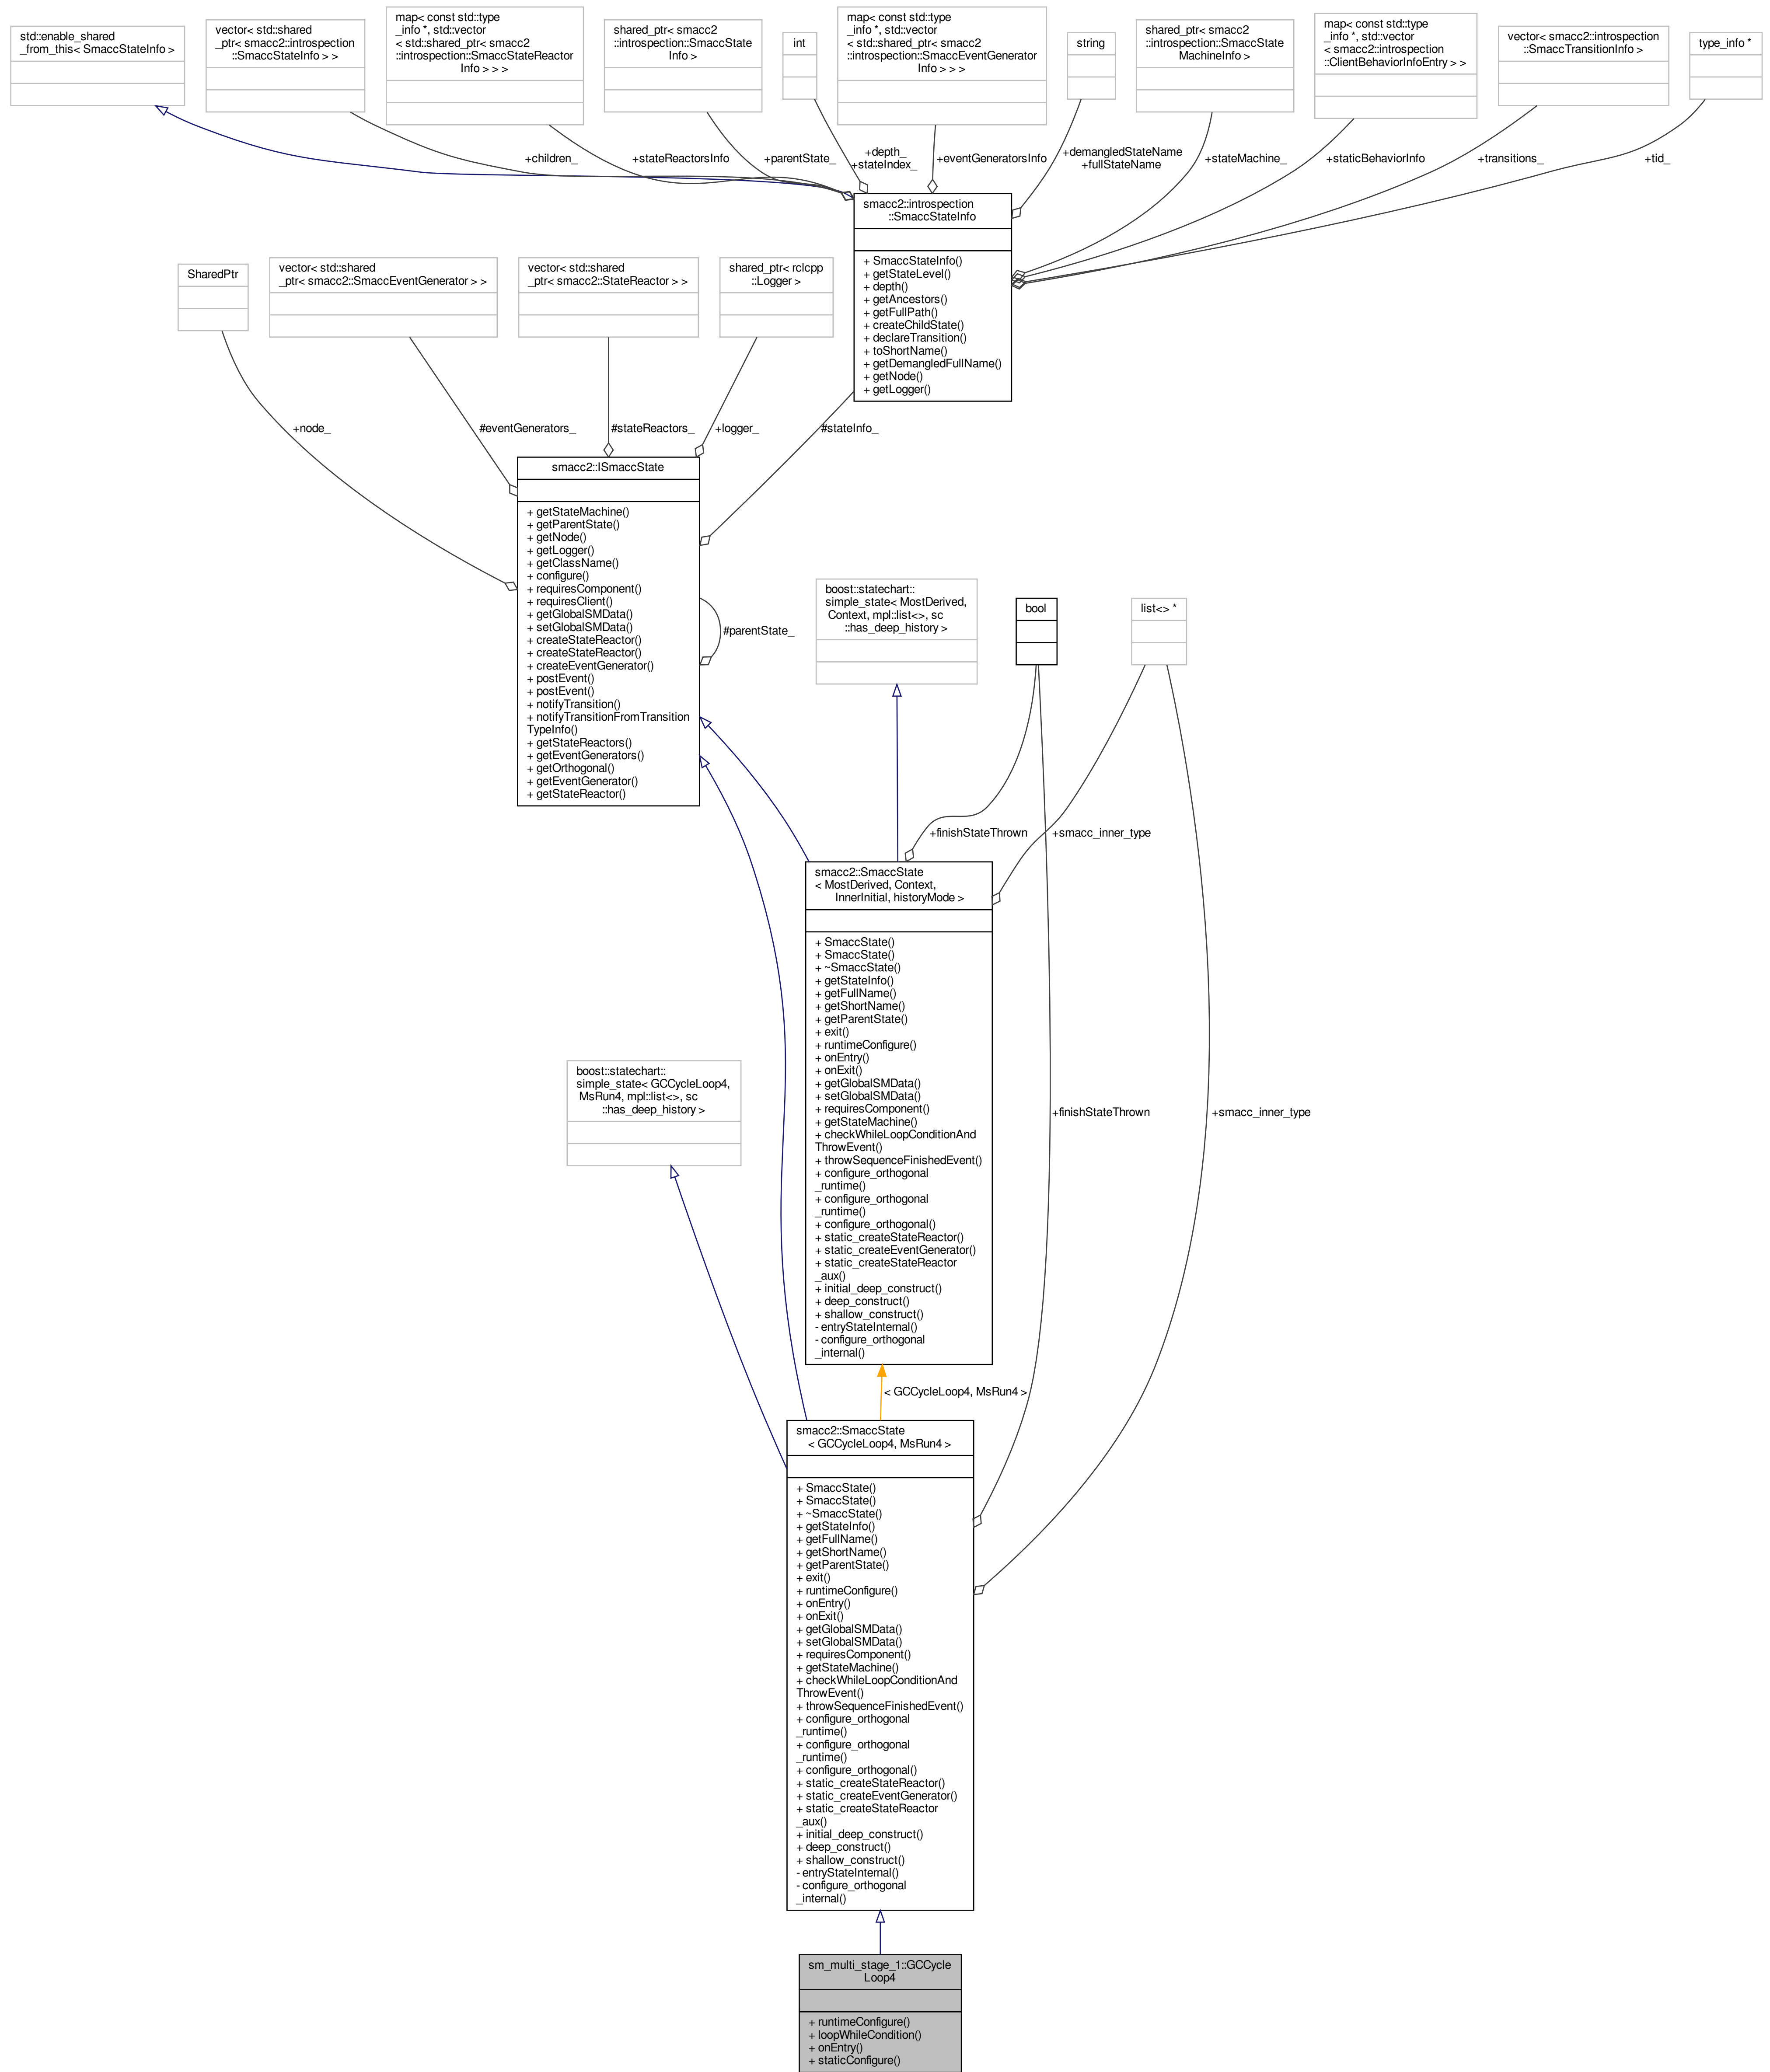 std::enable_shared
_from_this< SmaccStateInfo >
vector< std::shared
_ptr< smacc2::introspection
::SmaccStateInfo > >
map< const std::type
_info *, std::vector
< std::shared_ptr< smacc2
::introspection::SmaccStateReactor
Info > > >
shared_ptr< smacc2
::introspection::SmaccState
Info >
int
map< const std::type
_info *, std::vector
< std::shared_ptr< smacc2
::introspection::SmaccEventGenerator
Info > > >
string
shared_ptr< smacc2
::introspection::SmaccState
MachineInfo >
map< const std::type
_info *, std::vector
< smacc2::introspection
::ClientBehaviorInfoEntry > >
vector< smacc2::introspection
::SmaccTransitionInfo >
type_info *
+children_
+stateReactorsInfo
+parentState_
+depth_
+stateIndex_
+eventGeneratorsInfo
+demangledStateName
+fullStateName
+stateMachine_
+staticBehaviorInfo
+transitions_
+tid_
smacc2::introspection
::SmaccStateInfo
+ SmaccStateInfo()
+ getStateLevel()
+ depth()
+ getAncestors()
+ getFullPath()
+ createChildState()
+ declareTransition()
+ toShortName()
+ getDemangledFullName()
+ getNode()
+ getLogger()
SharedPtr
vector< std::shared
_ptr< smacc2::SmaccEventGenerator > >
vector< std::shared
_ptr< smacc2::StateReactor > >
shared_ptr< rclcpp
::Logger >
+node_
#eventGenerators_
#stateReactors_
+logger_
#stateInfo_
smacc2::ISmaccState
+ getStateMachine()
+ getParentState()
+ getNode()
+ getLogger()
+ getClassName()
+ configure()
+ requiresComponent()
+ requiresClient()
+ getGlobalSMData()
+ setGlobalSMData()
+ createStateReactor()
+ createStateReactor()
+ createEventGenerator()
+ postEvent()
+ postEvent()
+ notifyTransition()
+ notifyTransitionFromTransition
TypeInfo()
+ getStateReactors()
+ getEventGenerators()
+ getOrthogonal()
+ getEventGenerator()
+ getStateReactor()
#parentState_
boost::statechart::
simple_state< MostDerived,
Context, mpl::list<>, sc
::has_deep_history >
bool
list<> *
+finishStateThrown
+smacc_inner_type
smacc2::SmaccState
< MostDerived, Context,
InnerInitial, historyMode >
+ SmaccState()
+ SmaccState()
+ ~SmaccState()
+ getStateInfo()
+ getFullName()
+ getShortName()
+ getParentState()
+ exit()
+ runtimeConfigure()
+ onEntry()
+ onExit()
+ getGlobalSMData()
+ setGlobalSMData()
+ requiresComponent()
+ getStateMachine()
+ checkWhileLoopConditionAnd
ThrowEvent()
+ throwSequenceFinishedEvent()
+ configure_orthogonal
_runtime()
+ configure_orthogonal
_runtime()
+ configure_orthogonal()
+ static_createStateReactor()
+ static_createEventGenerator()
+ static_createStateReactor
_aux()
+ initial_deep_construct()
+ deep_construct()
+ shallow_construct()
- entryStateInternal()
- configure_orthogonal
_internal()
boost::statechart::
simple_state< GCCycleLoop4,
MsRun4, mpl::list<>, sc
::has_deep_history >
+finishStateThrown
+smacc_inner_type
< GCCycleLoop4, MsRun4 >
smacc2::SmaccState
< GCCycleLoop4, MsRun4 >
+ SmaccState()
+ SmaccState()
+ ~SmaccState()
+ getStateInfo()
+ getFullName()
+ getShortName()
+ getParentState()
+ exit()
+ runtimeConfigure()
+ onEntry()
+ onExit()
+ getGlobalSMData()
+ setGlobalSMData()
+ requiresComponent()
+ getStateMachine()
+ checkWhileLoopConditionAnd
ThrowEvent()
+ throwSequenceFinishedEvent()
+ configure_orthogonal
_runtime()
+ configure_orthogonal
_runtime()
+ configure_orthogonal()
+ static_createStateReactor()
+ static_createEventGenerator()
+ static_createStateReactor
_aux()
+ initial_deep_construct()
+ deep_construct()
+ shallow_construct()
- entryStateInternal()
- configure_orthogonal
_internal()
sm_multi_stage_1::GCCycle
Loop4
+ runtimeConfigure()
+ loopWhileCondition()
+ onEntry()
+ staticConfigure()